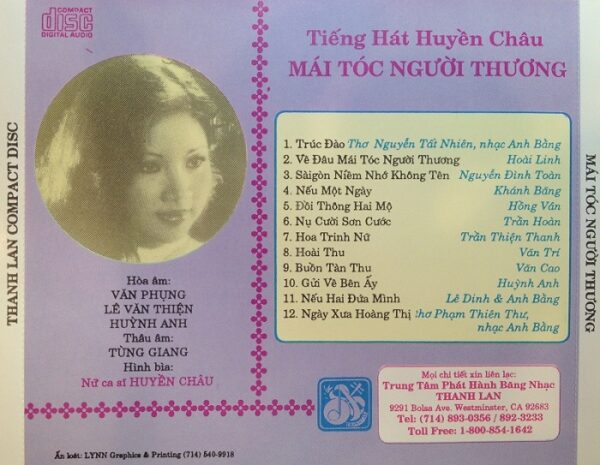 COMPACT
disc
DIGITAL AUDIO
Tiếng Hát Huyền Châu
MÁI TÓC NGƯỜI THƯƠNG
THANH LAN COMPACT DISC
1. Trúc Đào Thơ Nguyễn Tất Nhiên, nhạc Anh Bằng
2. Về Đâu Mái Tóc Người Thương Hoài Linh
3. Sàigòn Niềm Nhớ Không Tên Nguyễn Đình Toàn
4. Nếu Một Ngày Khánh Băng
5. Đồi Thông Hai Mộ Hồng Vân
6. Nụ Cười Sơn Cước Trần Hoàn
7. Hoa Trinh Nữ Trần Thiện Thanh
8. Hoài Thu Văn Trí
9. Buồn Tàn Thu Văn Cao
10. Gửi Về Bên Ấy Huỳnh Anh
11. Nếu Hai Đứa Mình Lê Dinh & Anh Bằng
12. Ngày Xưa Hoàng Thị thơ Phạm Thiên Thư,
nhạc Anh Bằng
MÁI TÓC NGƯỜI THƯƠNG
Hòa âm:
VĂN PHỤNG
LÊ VĂN THIỆN
HUỲNH ANH
Thâu âm:
TÙNG GIANG
Hình bìa:
Nữ ca sĩ HUYỀN CHÂU
Mọi chi tiết xin liên lạc:
Trung Tâm Phát Hành Băng Nhạc
THANH LAN
9291 Bolsa Ave. Westminster, CA 92683
Tel: (714) 893-0356 / 892-3233
Toll Free: 1-800-854-1642
Ấn loát: LYNN Graphics & Printing (714) 540-9918